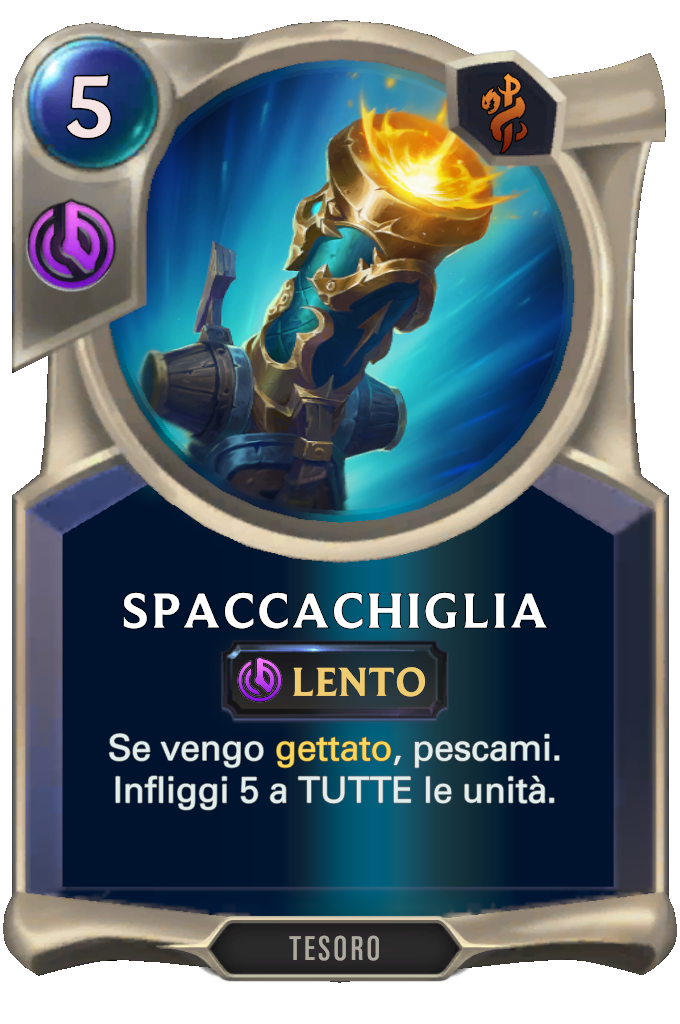 5
SPACCACHIGLIA
LENTO
Se vengo gettato, pescami.
Infliggi 5 a TUTTE le unità.
TESORO